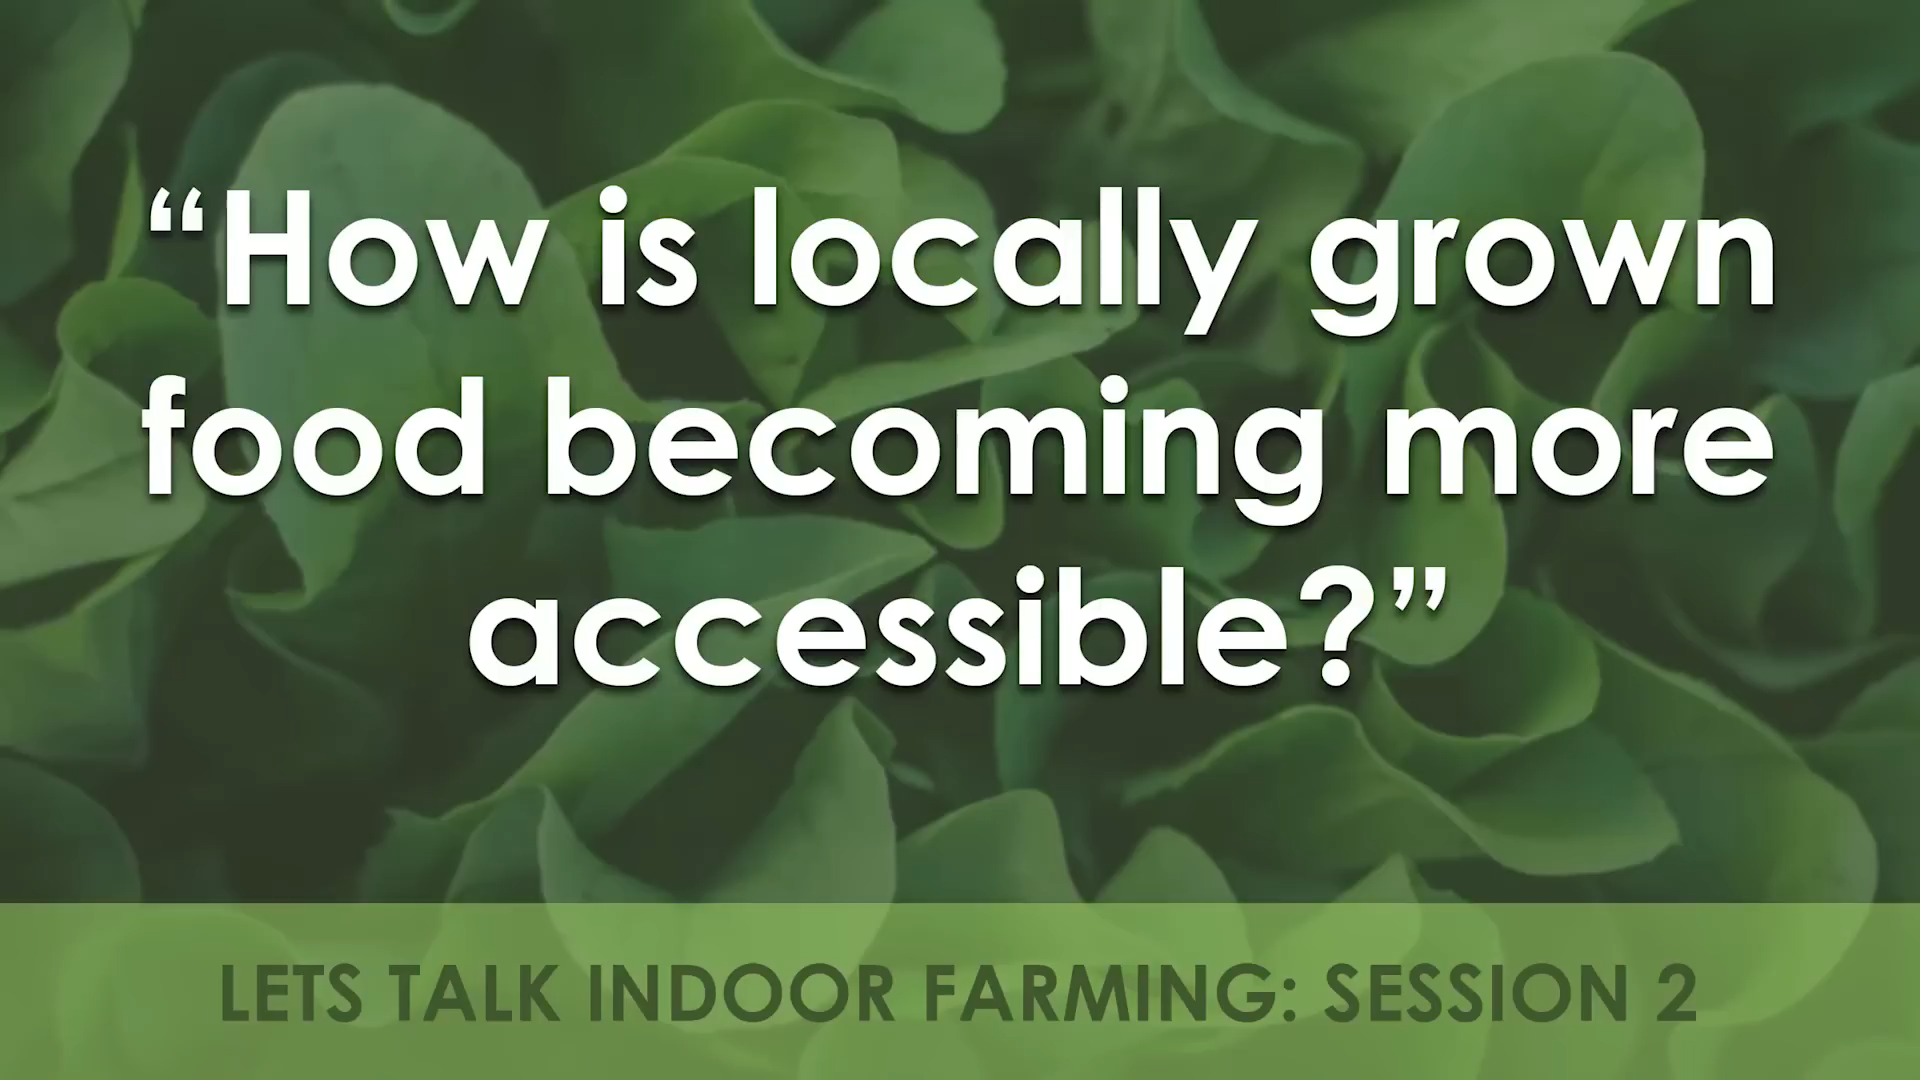 “How is locally grown
food becoming more
accessible?”
LETS TALK INDOOR FARMING: SESSION 2